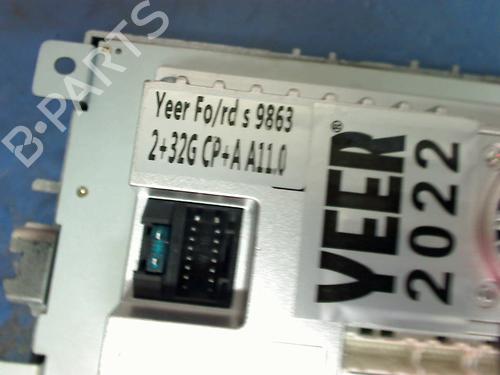 Yeer Fo/rd s 9863
2+32G CP+A A11.0
YEER®
2022
B-PARTS